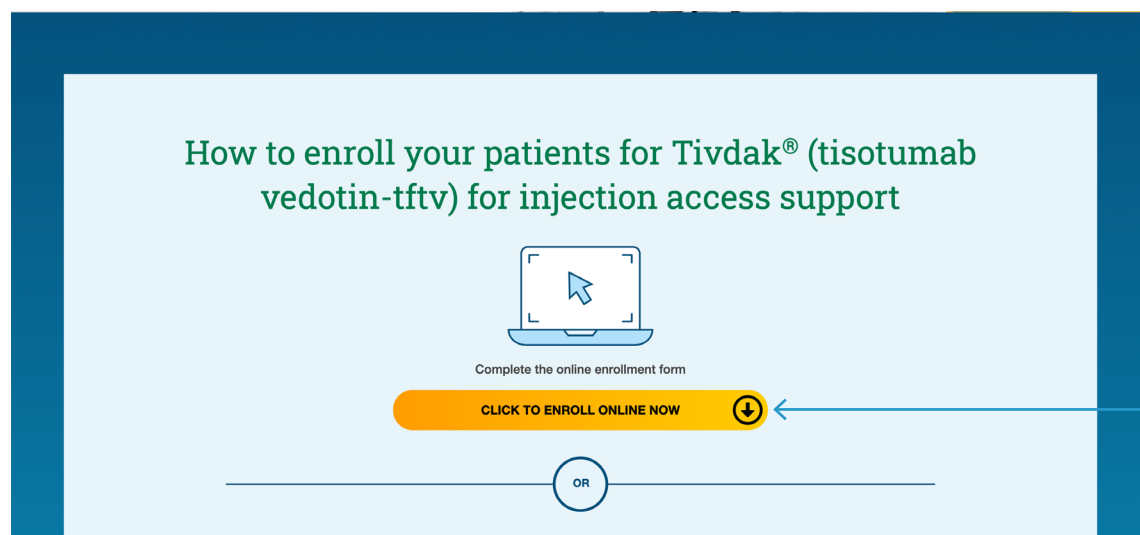 How to enroll your patients for Tivdak® (tisotumab
vedotin-tftv) for injection access support
Complete the online enrollment form
CLICK TO ENROLL ONLINE NOW
OR